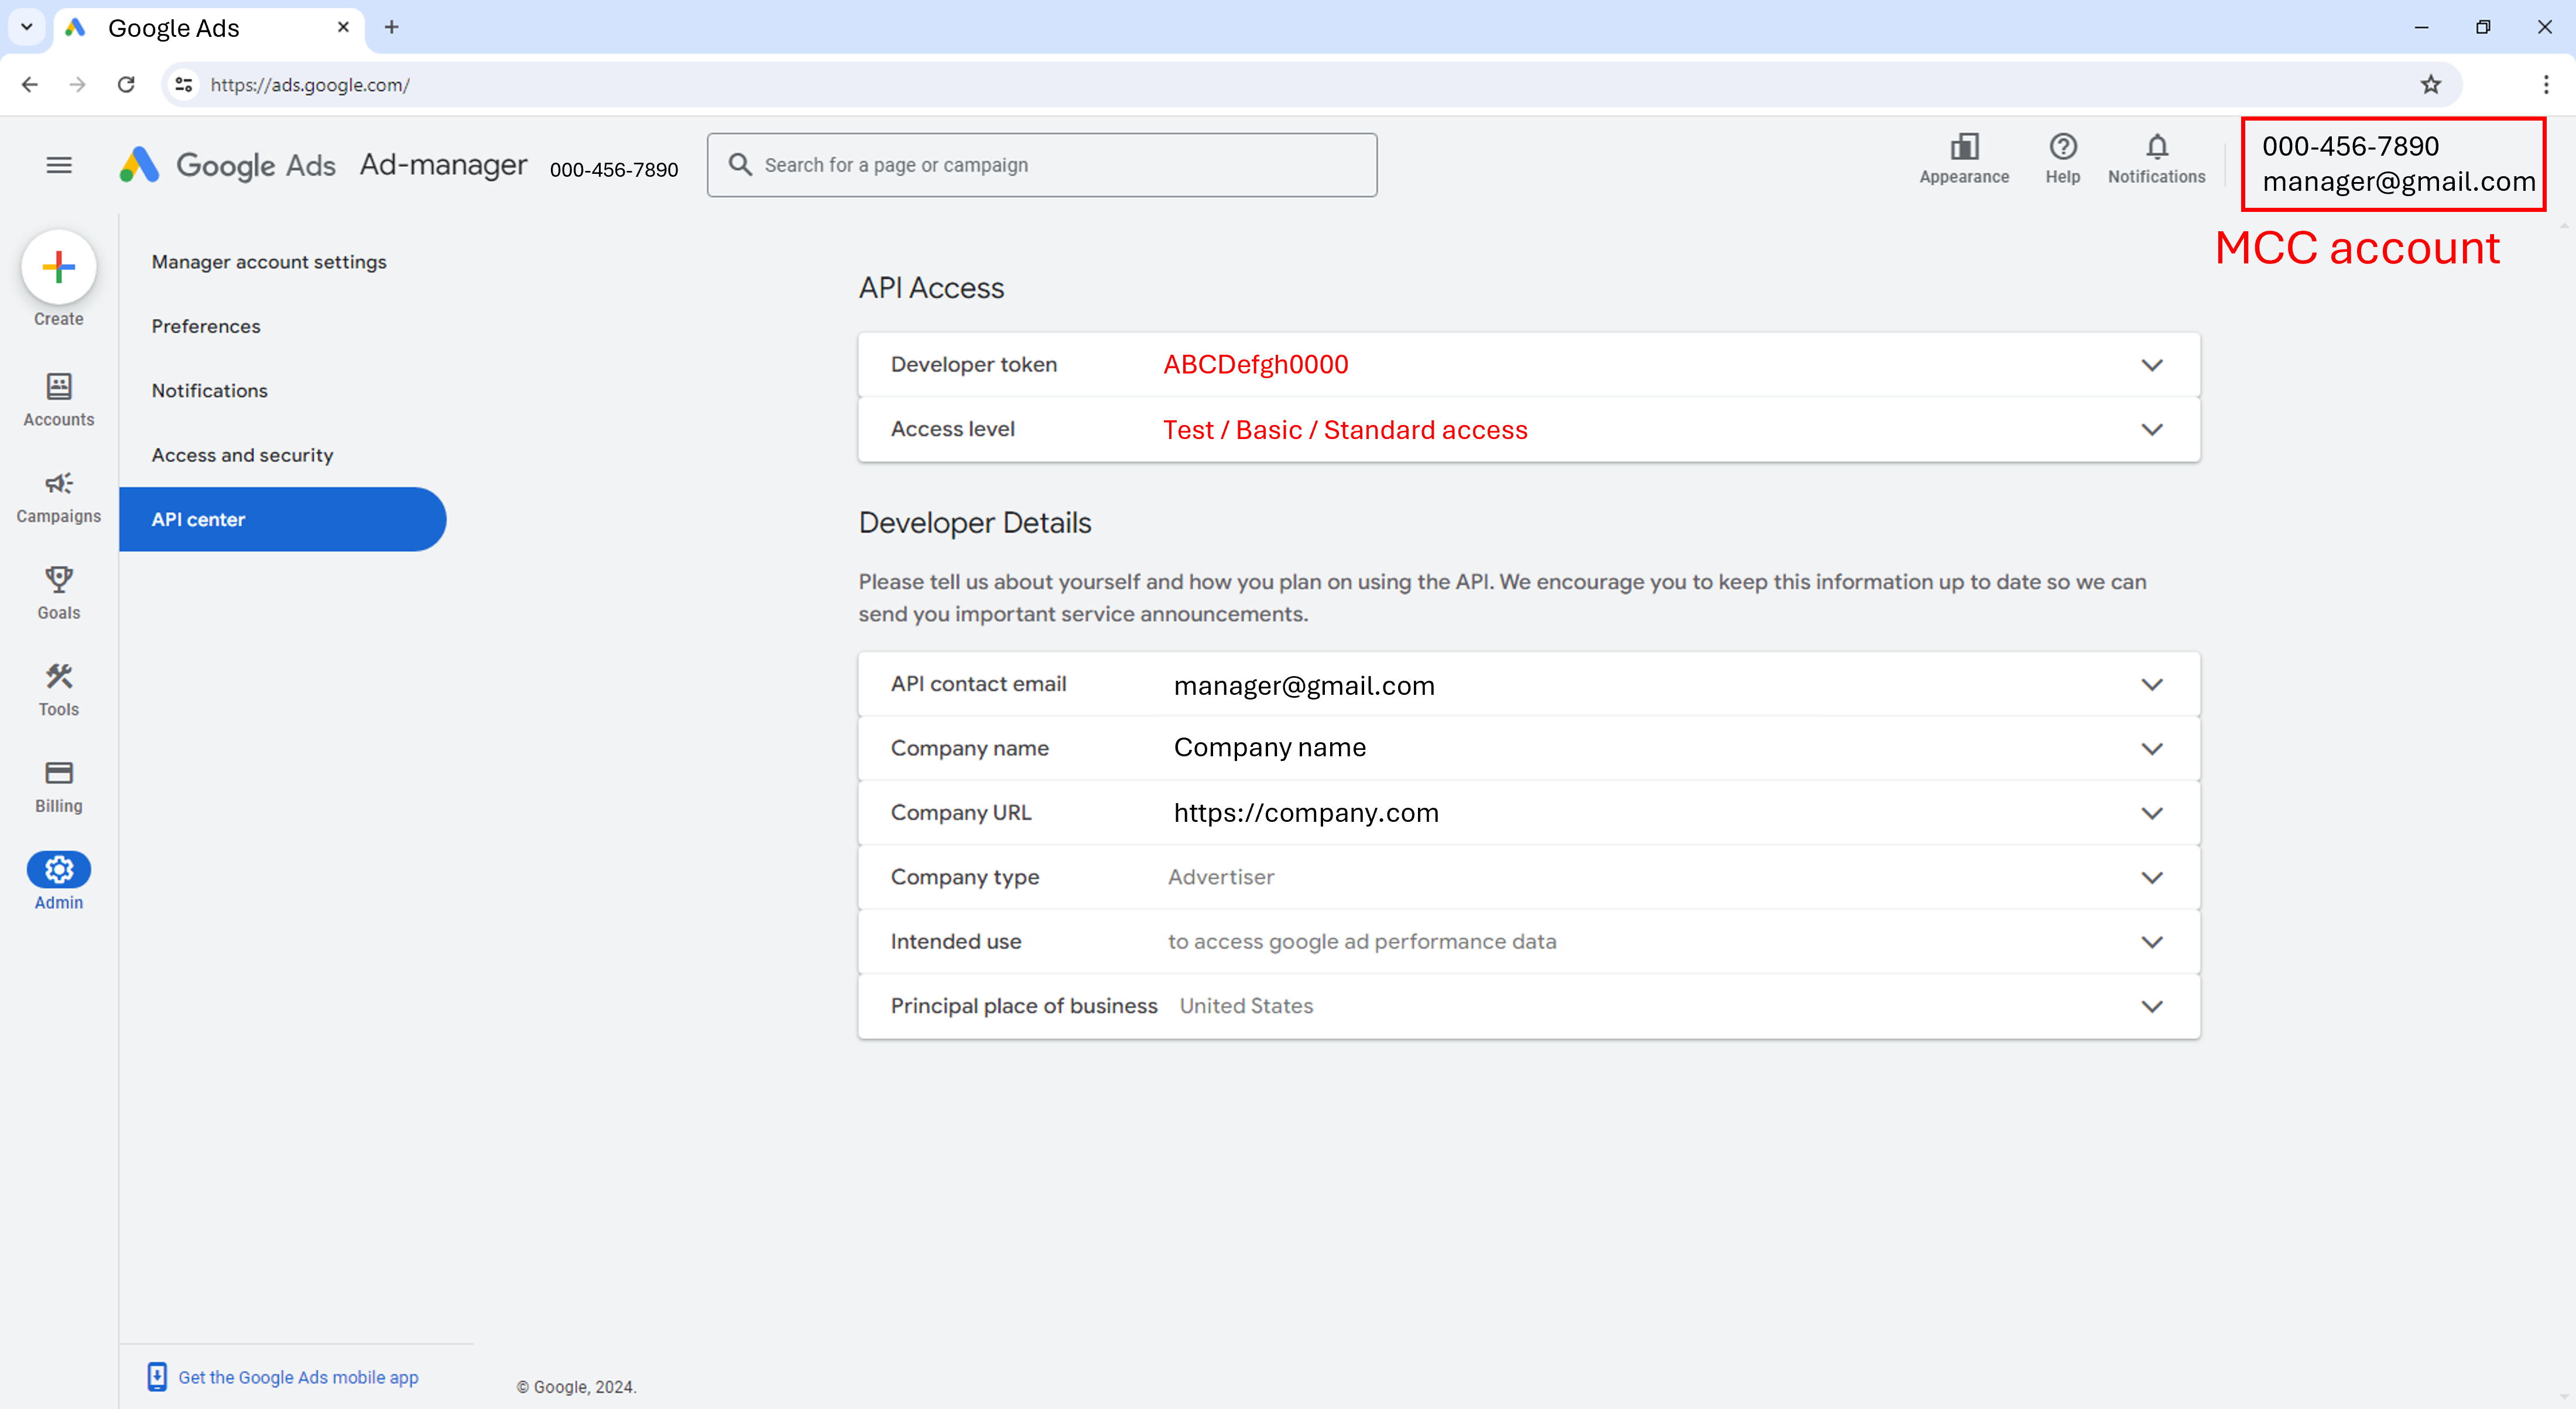 Google Ads
https://ads.google.com/
Google Ads Ad-manager 000-456-7890
Search for a page or campaign
Appearance
Help
Notifications
000-456-7890
manager@gmail.com
MCC account
Create
Accounts
Campaigns
Goals
Tools
Billing
Admin
Manager account settings
Preferences
Notifications
Access and security
API center
API Access
Developer token ABCDefgh0000
Access level Test / Basic / Standard access
Developer Details
Please tell us about yourself and how you plan on using the API. We encourage you to keep this information up to date so we can
send you important service announcements.
API contact email manager@gmail.com
Company name Company name
Company URL https://company.com
Company type Advertiser
Intended use to access google ad performance data
Principal place of business United States
Get the Google Ads mobile app
© Google, 2024.